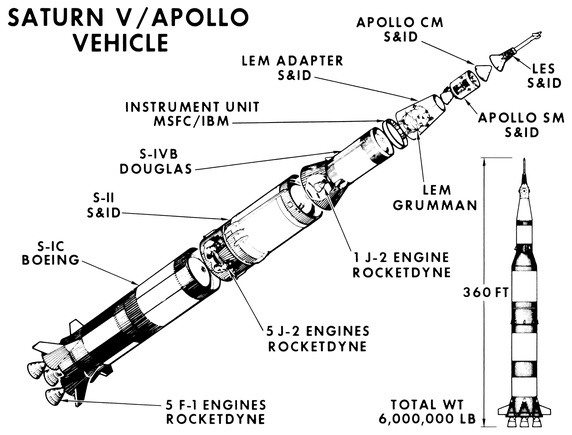 SATURN V/APOLLO
VEHICLE
APOLLO CM
S&ID
LEM ADAPTER
S&ID
LES
S&ID
INSTRUMENT UNIT
MSFC/IBM
APOLLO SM
S&ID
S-IVB
DOUGLAS
LEM
GRUMMAN
S-II
S&ID
S-IC
BOEING
1 J-2 ENGINE
ROCKETDYNE
360 FT
5 J-2 ENGINES
ROCKETDYNE
5 F-1 ENGINES
ROCKETDYNE
TOTAL WT
6,000,000 LB